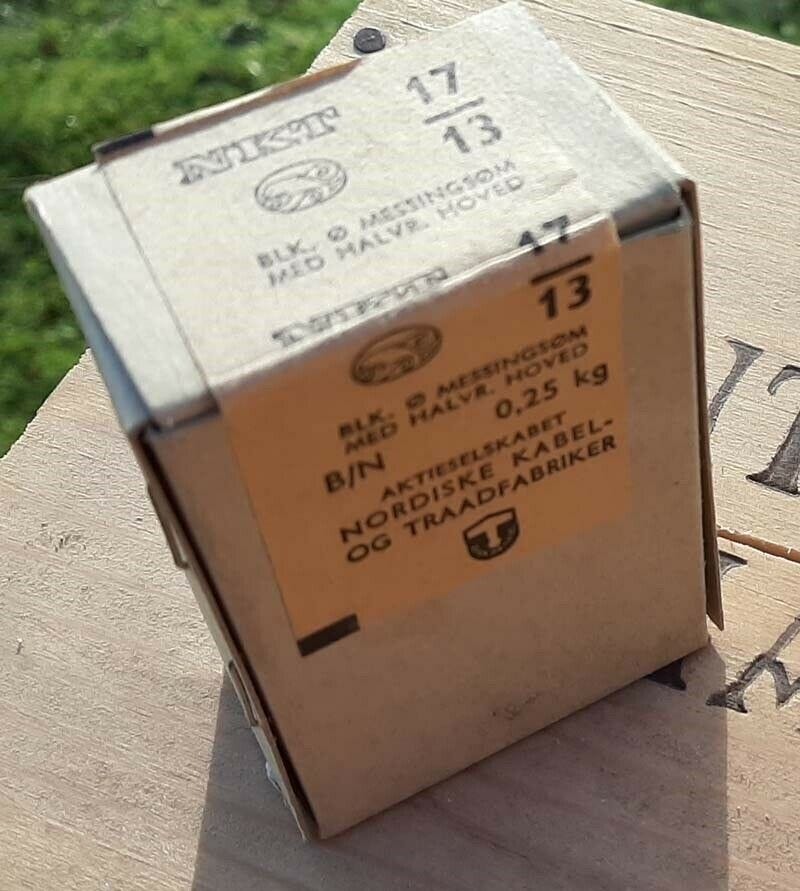 NKT
17
13
BLK. Ø MESSINGSØM
MED HALVR. HOVED
17
13
BLK. Ø MESSINGSØM
MED HALVR. HOVED
B/N
0,25 kg
AKTIESELSKABET
NORDISKE KABEL-
OG TRAADFABRIKER